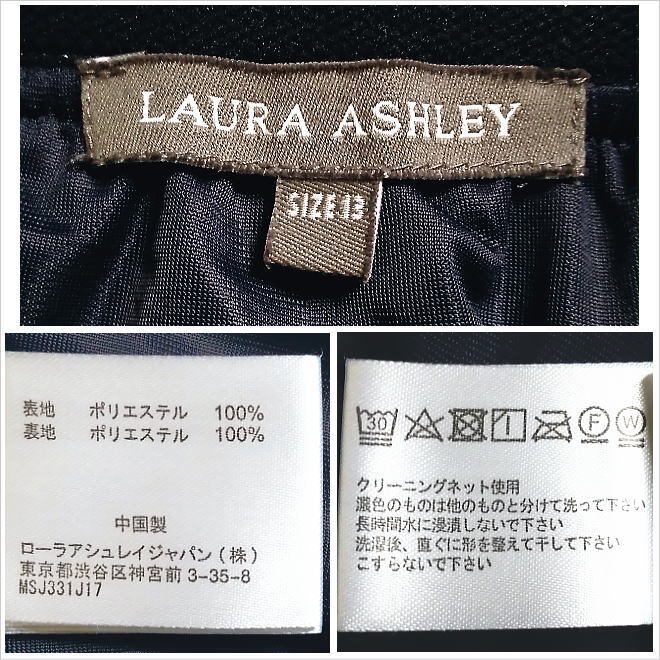 LAURA ASHLEY
SIZE 13
表地 ポリエステル 100%
裏地 ポリエステル 100%
中国製
ローラアシュレイジャパン(株)
東京都渋谷区神宮前 3-35-8
MSJ331J17
30 F W
クリーニングネット使用
濃色のものは他のものと分けて洗って下さい
長時間水に浸漬しないで下さい
洗濯後、直ぐに形を整えて干して下さい
こすらないで下さい